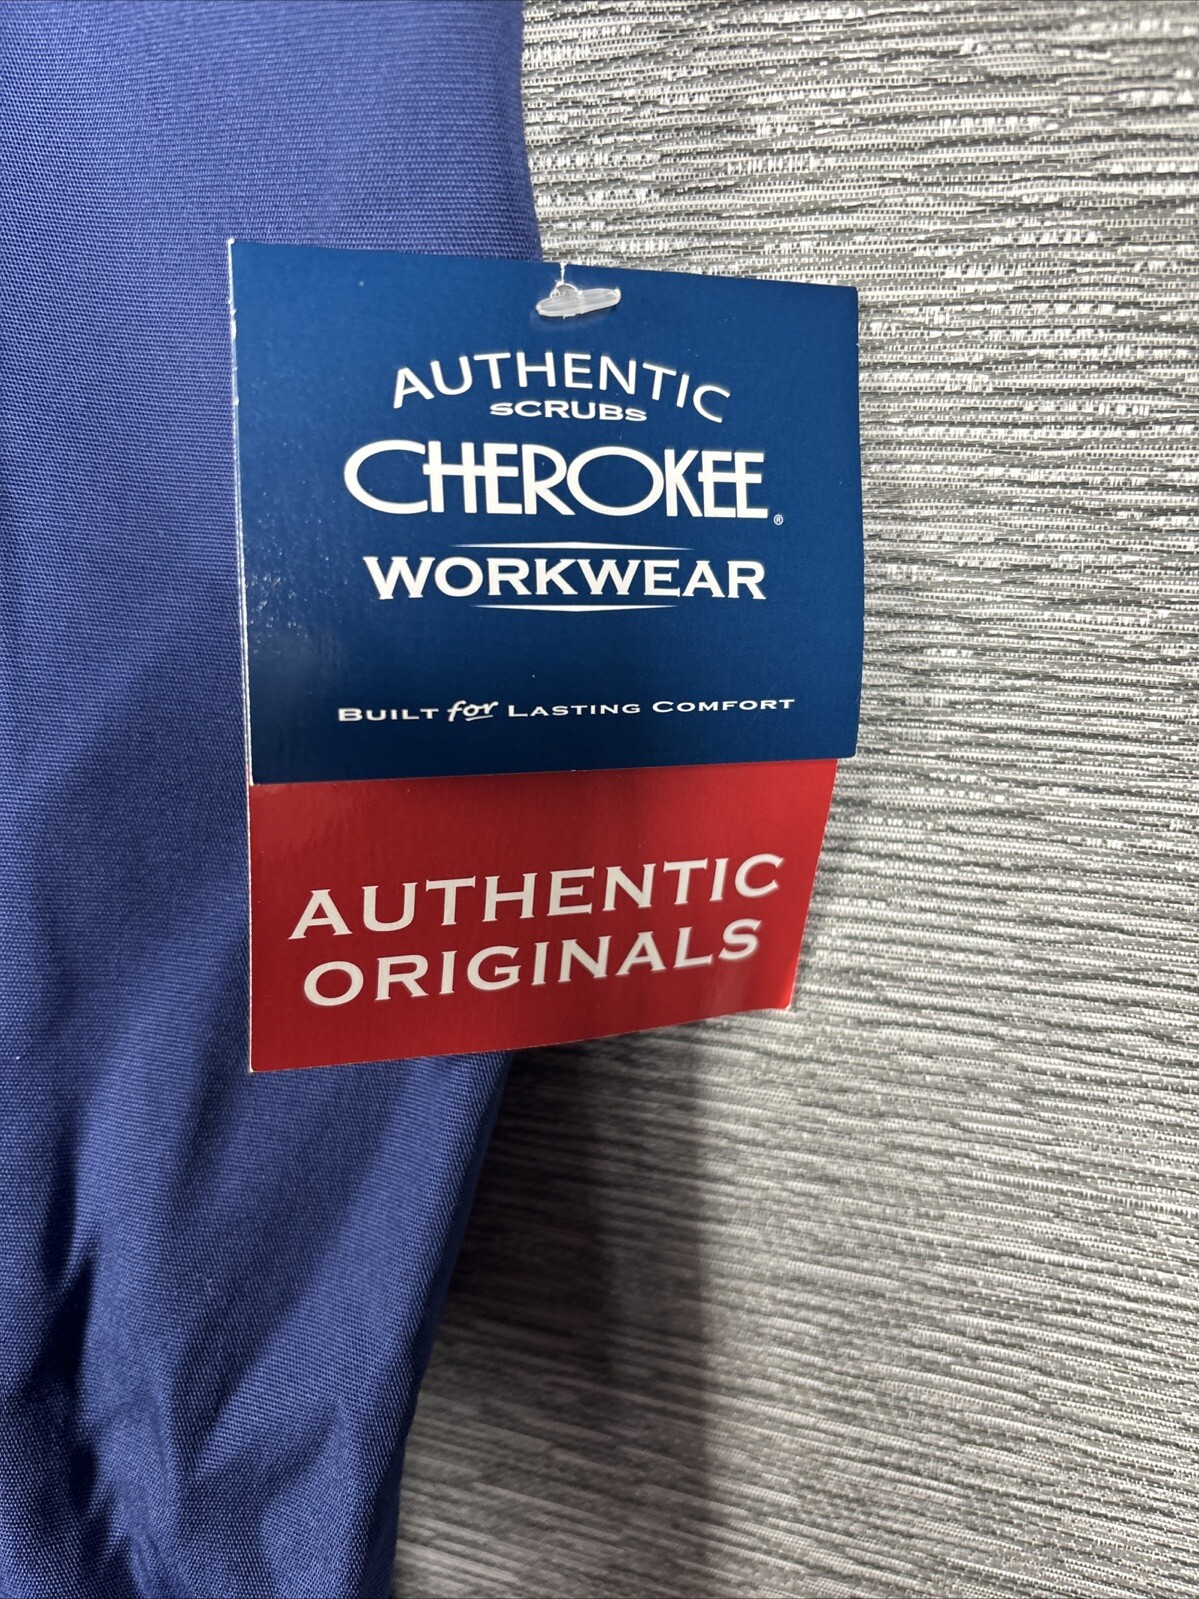 AUTHENTIC
SCRUBS
CHEROKEE®
WORKWEAR
BUILT for LASTING COMFORT
AUTHENTIC
ORIGINALS